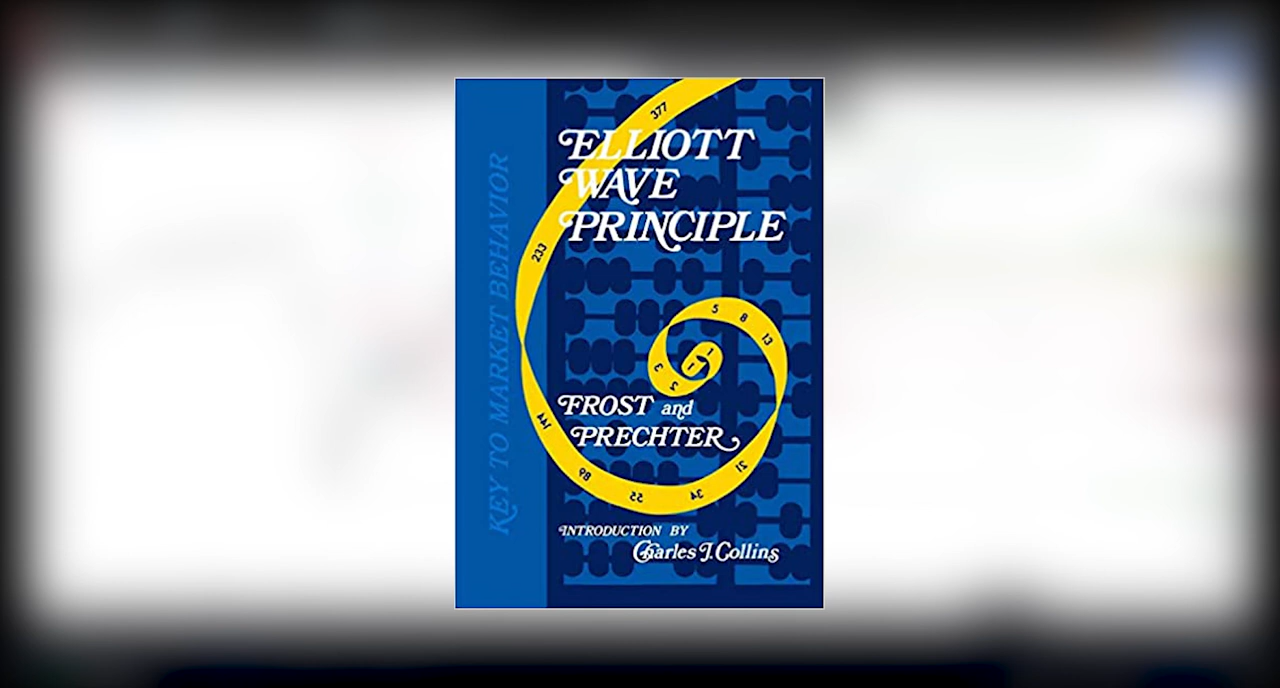 377
ELLIOTT
WAVE
PRINCIPLE
KEY TO MARKET BEHAVIOR
233
5 8 13
1
1
3 2
FROST and
PRECHTER
144
21
89
55
34
INTRODUCTION BY
Charles J. Collins